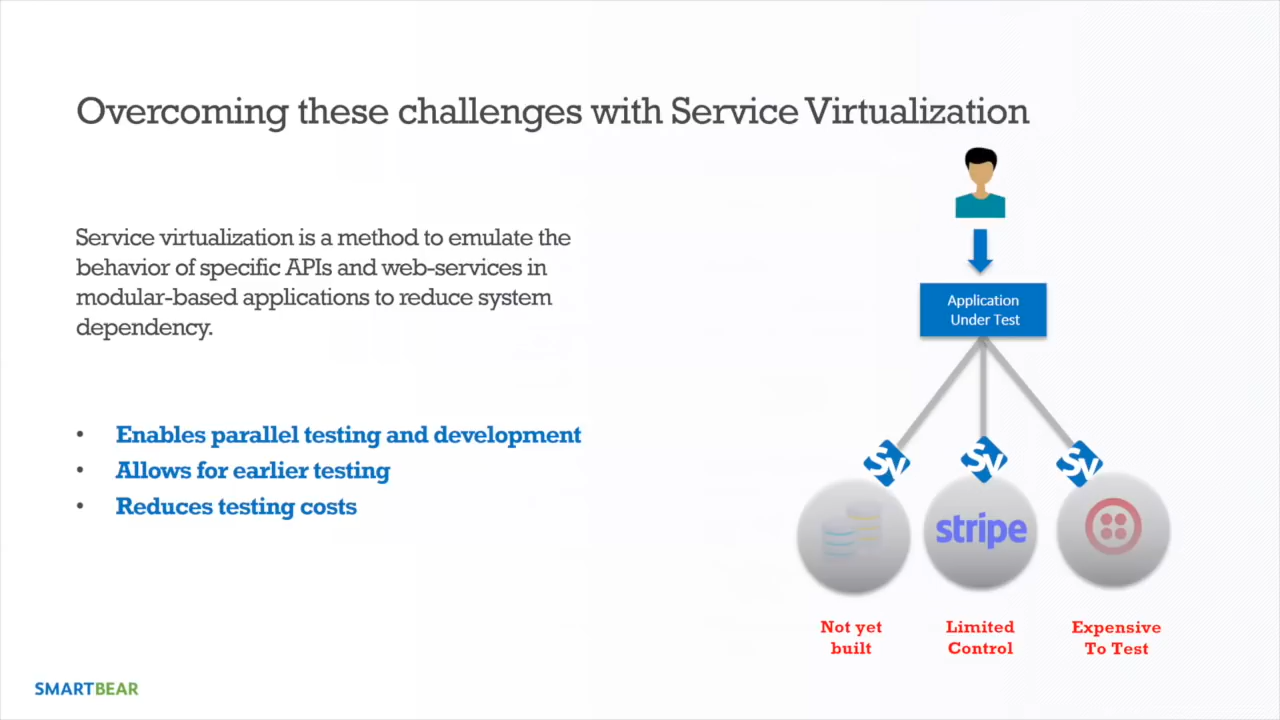 Overcoming these challenges with Service Virtualization
Service virtualization is a method to emulate the
behavior of specific APIs and web-services in
modular-based applications to reduce system
dependency.
• Enables parallel testing and development
• Allows for earlier testing
• Reduces testing costs
Application
Under Test
Sv
Sv
Sv
stripe
Not yet
built
Limited
Control
Expensive
To Test
SMARTBEAR